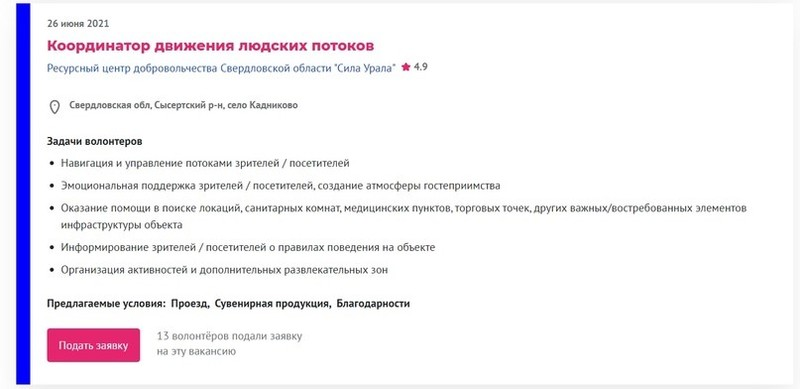 26 июня 2021
Координатор движения людских потоков
Ресурсный центр добровольчества Свердловской области "Сила Урала" ★ 4.9
Свердловская обл, Сысертский р-н, село Кадниково
Задачи волонтеров
• Навигация и управление потоками зрителей / посетителей
• Эмоциональная поддержка зрителей / посетителей, создание атмосферы гостеприимства
• Оказание помощи в поиске локаций, санитарных комнат, медицинских пунктов, торговых точек, других важных/востребованных элементов
инфраструктуры объекта
• Информирование зрителей / посетителей о правилах поведения на объекте
• Организация активностей и дополнительных развлекательных зон
Предлагаемые условия: Проезд, Сувенирная продукция, Благодарности
Подать заявку
13 волонтёров подали заявку
на эту вакансию